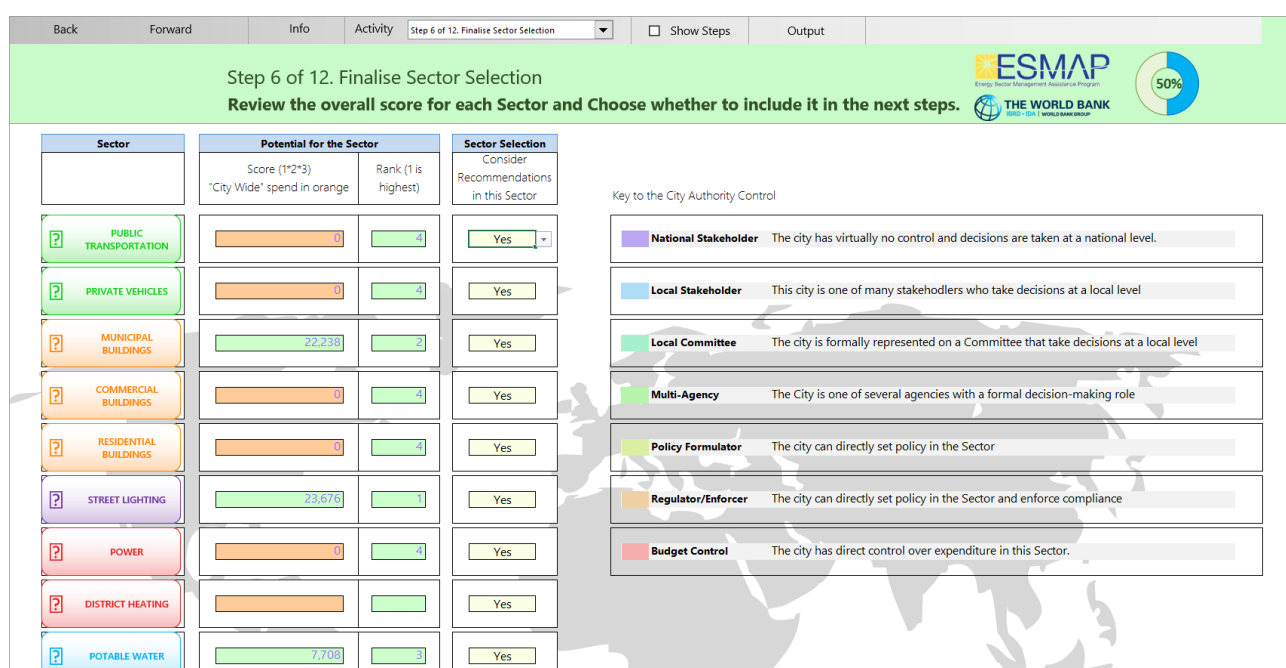 Back Forward Info Activity Step 6 of 12. Finalise Sector Selection Show Steps Output
Step 6 of 12. Finalise Sector Selection
Review the overall score for each Sector and Choose whether to include it in the next steps.
ESMAP
Energy Sector Management Assistance Program
THE WORLD BANK
IBRD • IDA | WORLD BANK GROUP
50%
Sector Potential for the Sector Sector Selection
Score (1*2*3)
"City Wide" spend in orange
Rank (1 is
highest)
Consider
Recommendations
in this Sector
Key to the City Authority Control
? PUBLIC
TRANSPORTATION
0 4 Yes
National Stakeholder The city has virtually no control and decisions are taken at a national level.
? PRIVATE VEHICLES 0 4 Yes
Local Stakeholder This city is one of many stakehodlers who take decisions at a local level
? MUNICIPAL
BUILDINGS
22,238 2 Yes
Local Committee The city is formally represented on a Committee that take decisions at a local level
? COMMERCIAL
BUILDINGS
0 4 Yes
Multi-Agency The City is one of several agencies with a formal decision-making role
? RESIDENTIAL
BUILDINGS
0 4 Yes
Policy Formulator The city can directly set policy in the Sector
? STREET LIGHTING 23,676 1 Yes
Regulator/Enforcer The city can directly set policy in the Sector and enforce compliance
? POWER 0 4 Yes
Budget Control The city has direct control over expenditure in this Sector.
? DISTRICT HEATING Yes
? POTABLE WATER 7,708 3 Yes